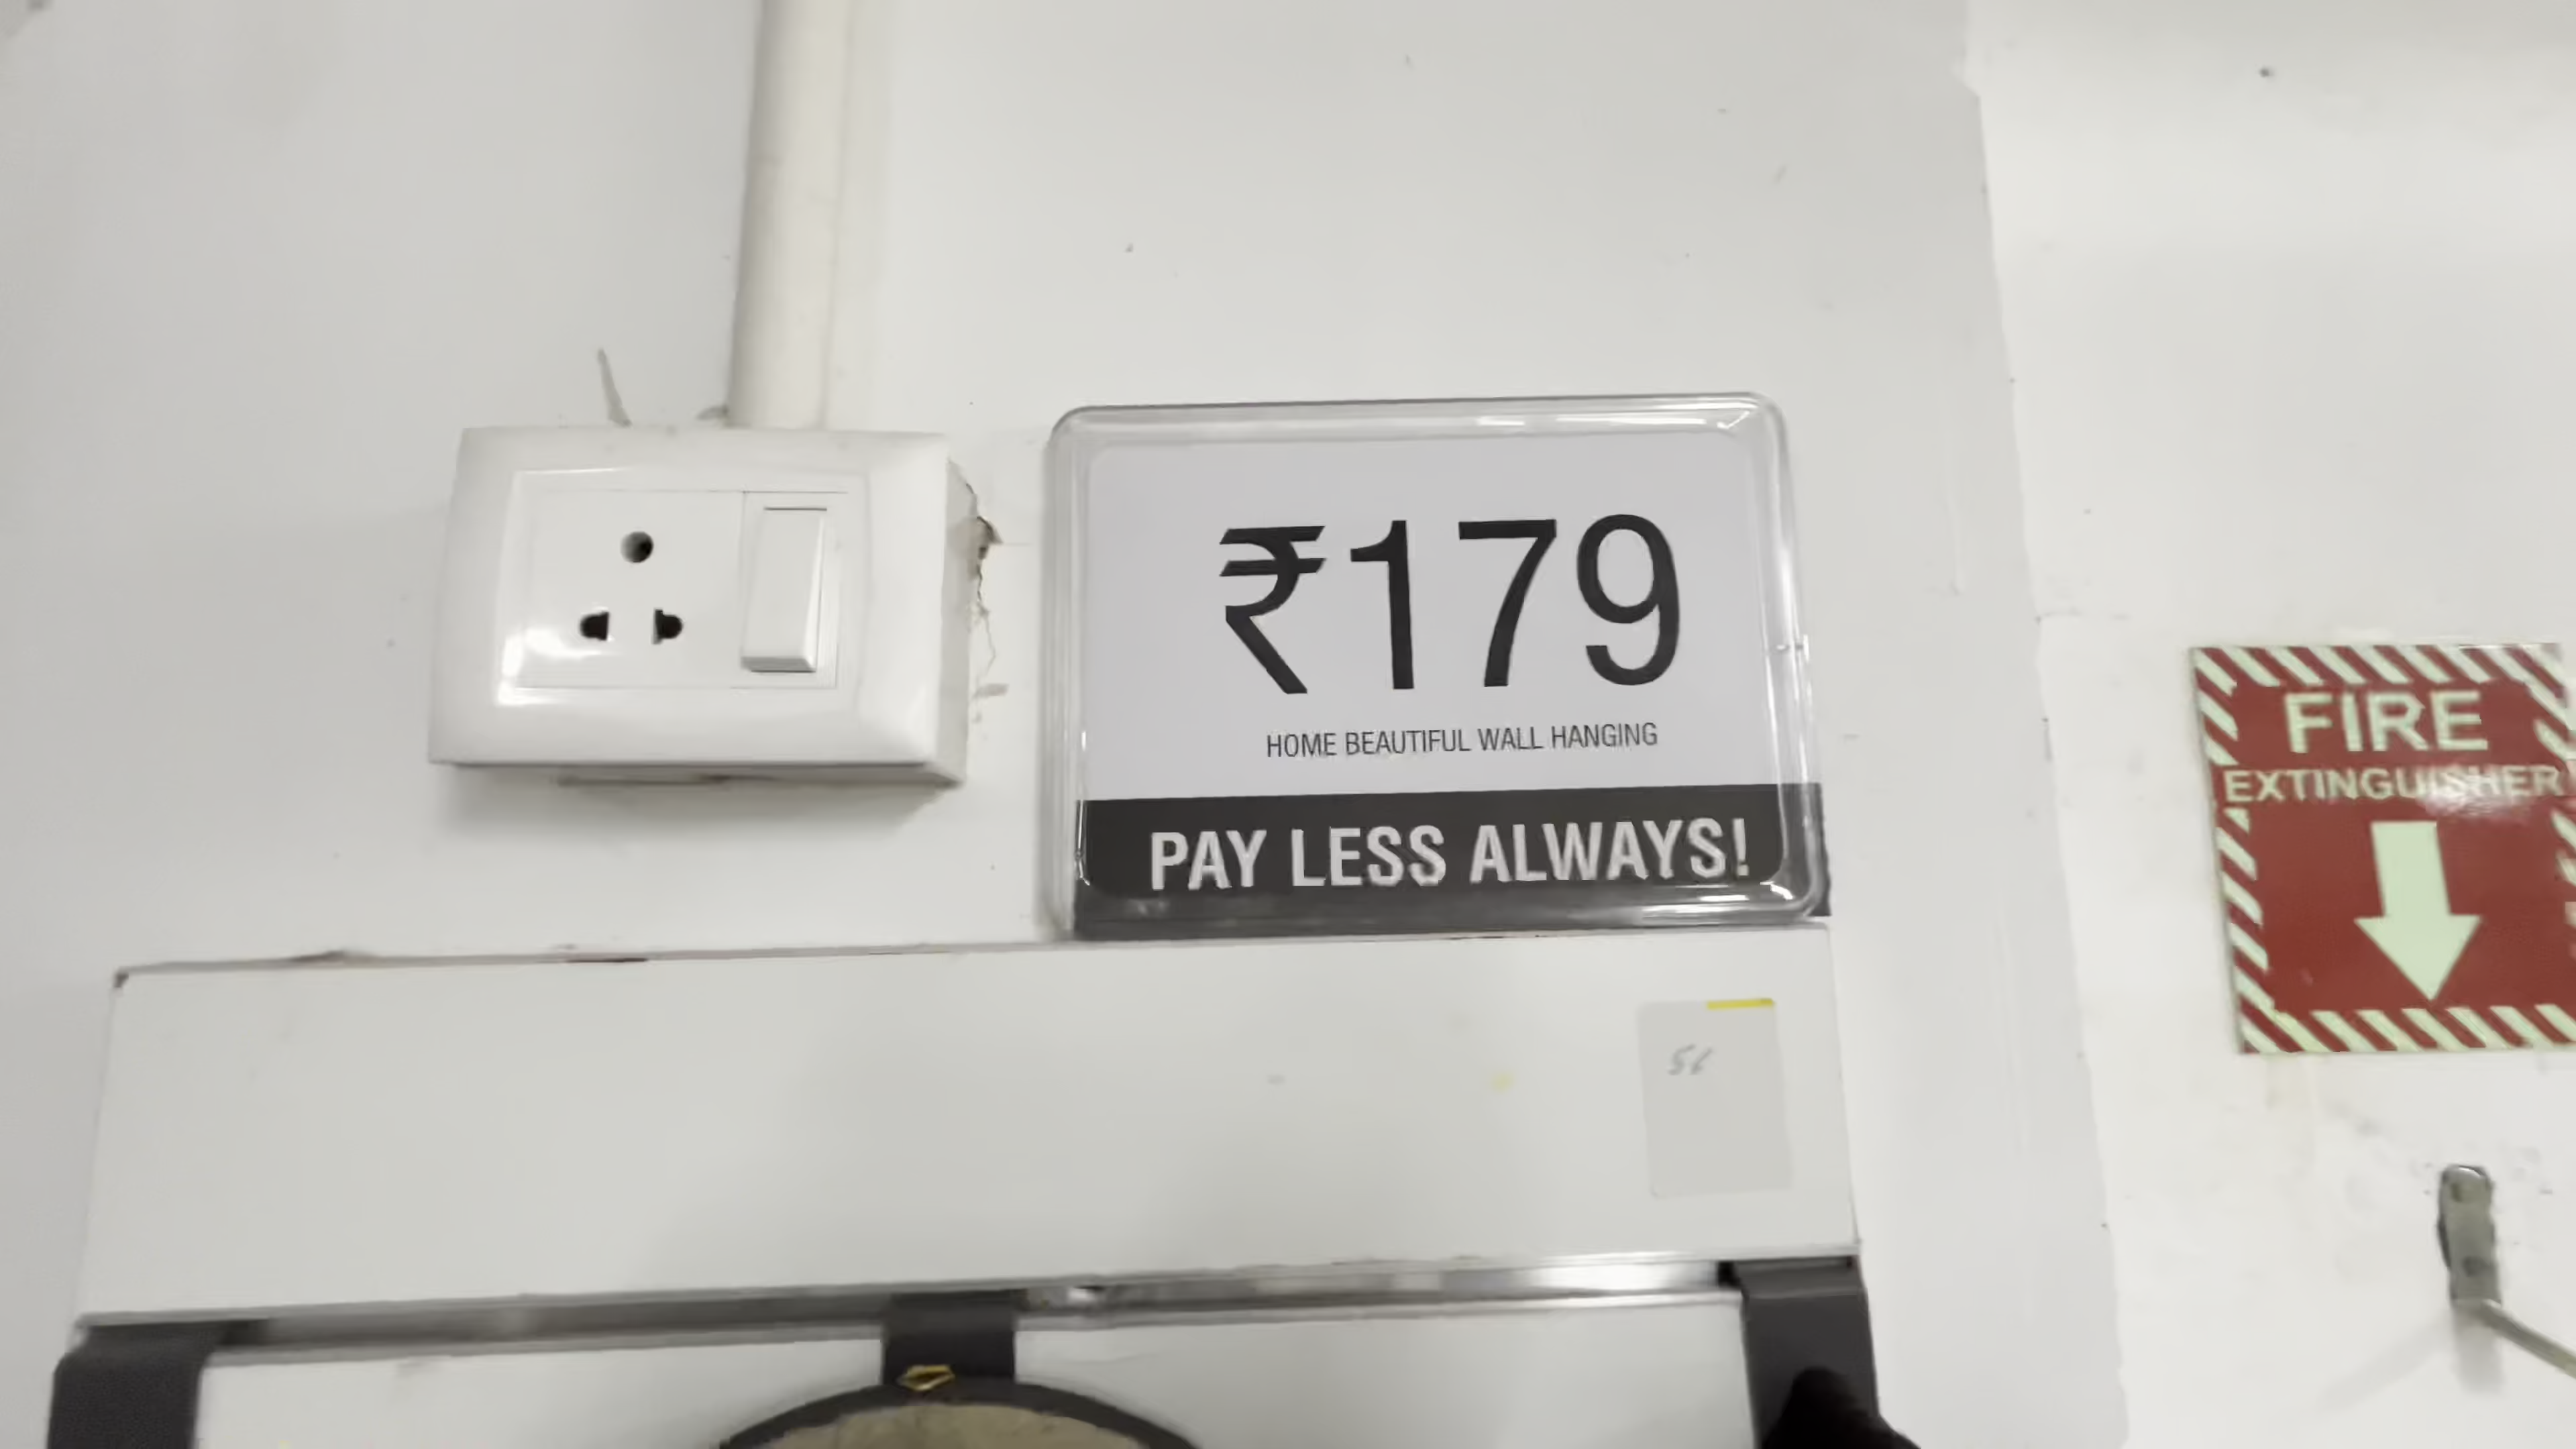 ₹179
HOME BEAUTIFUL WALL HANGING
PAY LESS ALWAYS!
FIRE
EXTINGUISHER